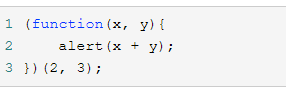 1 (function(x, y){
2     alert(x + y);
3 })(2, 3);